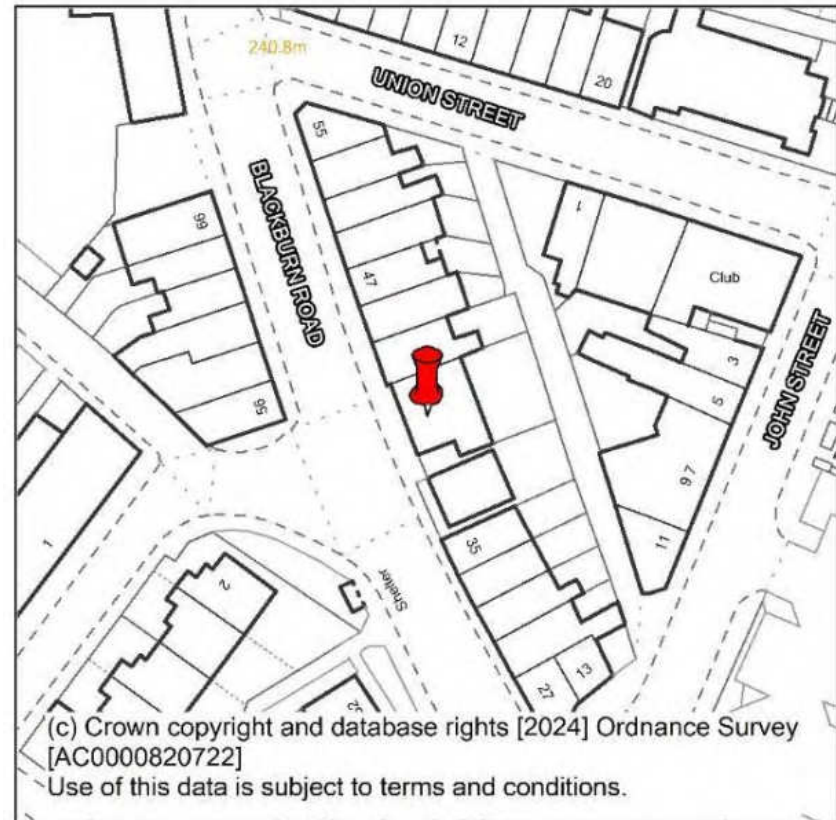 240.8m
12
20
UNION STREET
55
BLACKBURN ROAD
66
47
1
Club
3
5
JOHN STREET
56
97
11
1
35
2
Shelter
13
27
(c) Crown copyright and database rights [2024] Ordnance Survey
[AC0000820722]
Use of this data is subject to terms and conditions.